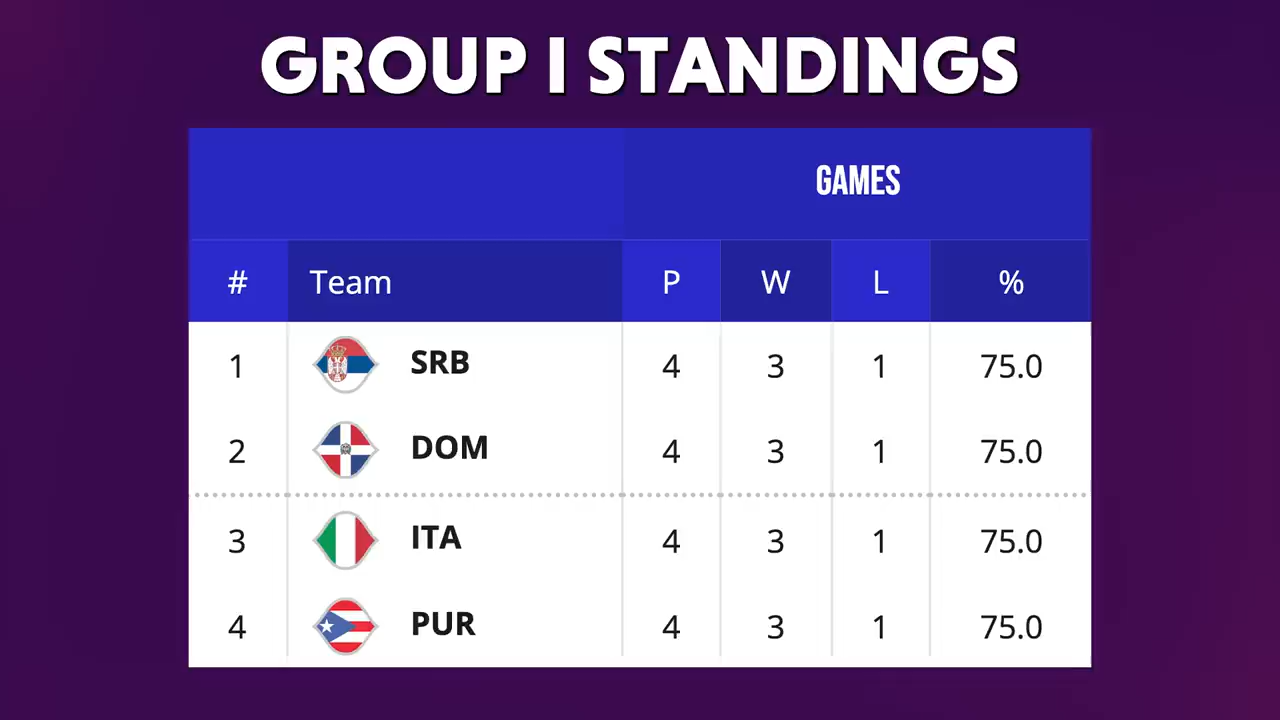 GROUP I STANDINGS
GAMES
# Team P W L %
1 SRB 4 3 1 75.0
2 DOM 4 3 1 75.0
3 ITA 4 3 1 75.0
4 PUR 4 3 1 75.0